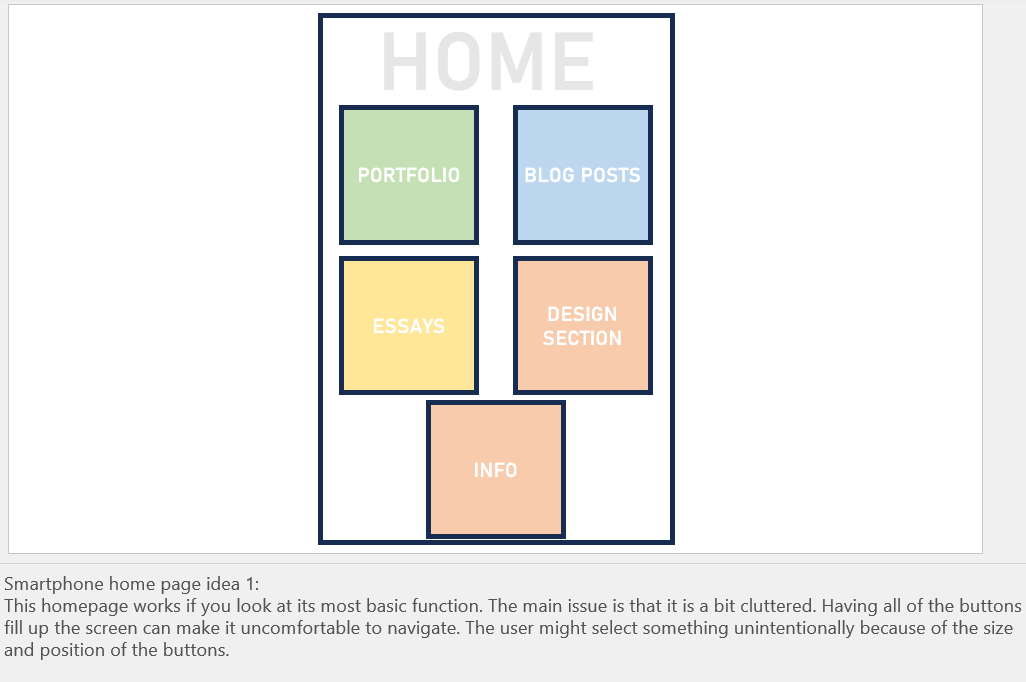 HOME
PORTFOLIO
BLOG POSTS
ESSAYS
DESIGN
SECTION
INFO
Smartphone home page idea 1:
This homepage works if you look at its most basic function. The main issue is that it is a bit cluttered. Having all of the buttons
fill up the screen can make it uncomfortable to navigate. The user might select something unintentionally because of the size
and position of the buttons.